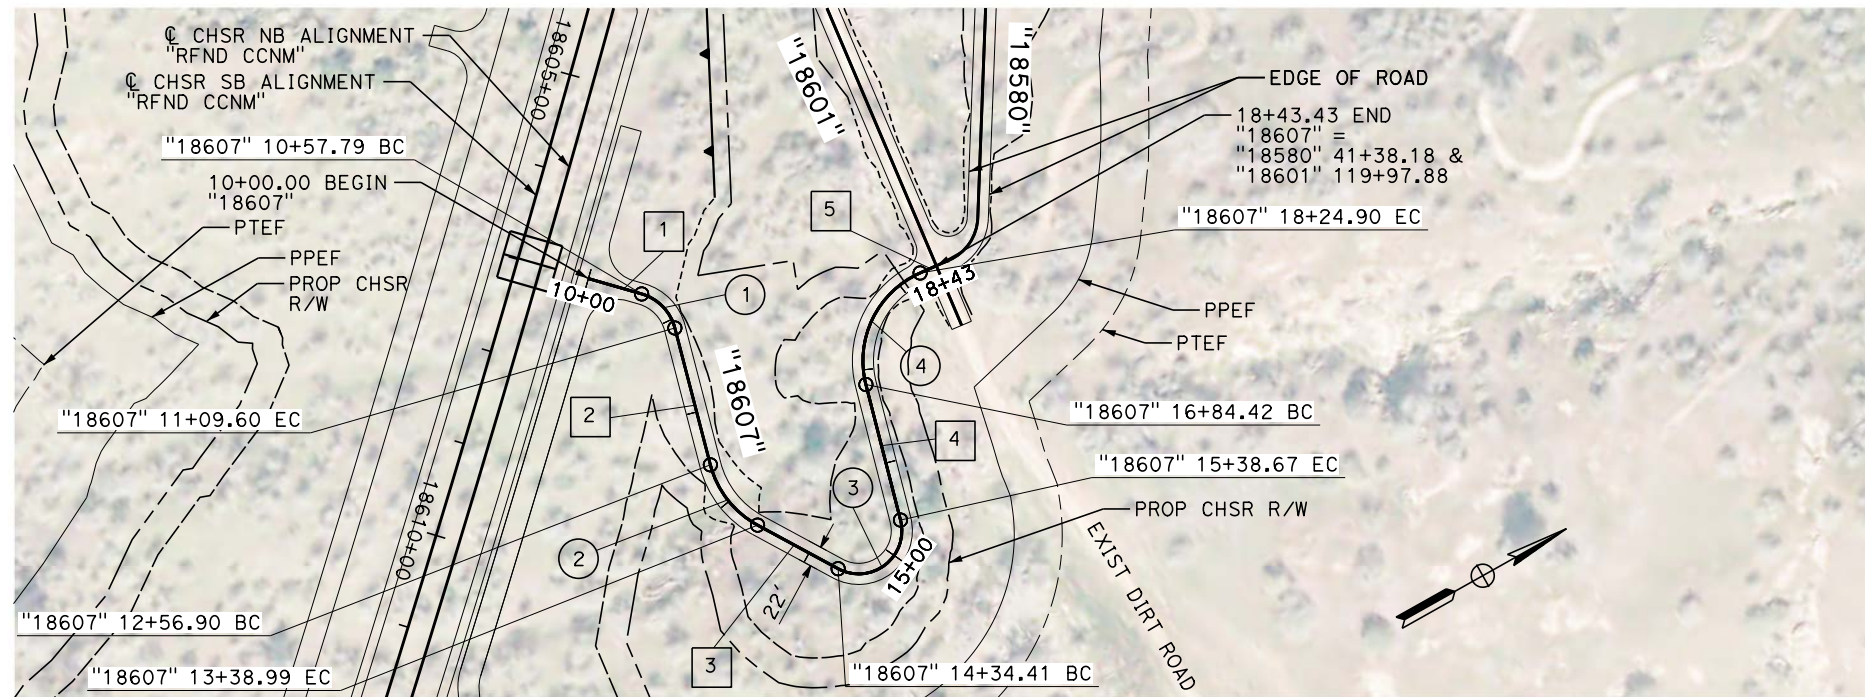 ℄ CHSR NB ALIGNMENT
"RFND CCNM"
℄ CHSR SB ALIGNMENT
"RFND CCNM"
"18607" 10+57.79 BC
10+00.00 BEGIN
"18607"
PTEF
PPEF
PROP CHSR
R/W
18605+00
18610+00
10+00
"18607" 11+09.60 EC
"18607" 12+56.90 BC
"18607" 13+38.99 EC
1
1
2
2
3
22'
"18607"
3
15+00
"18607" 14+34.41 BC
"18601"
"18580"
5
18+43
4
4
EDGE OF ROAD
18+43.43 END
"18607" =
"18580" 41+38.18 &
"18601" 119+97.88
"18607" 18+24.90 EC
PPEF
PTEF
"18607" 16+84.42 BC
"18607" 15+38.67 EC
PROP CHSR R/W
EXIST DIRT ROAD